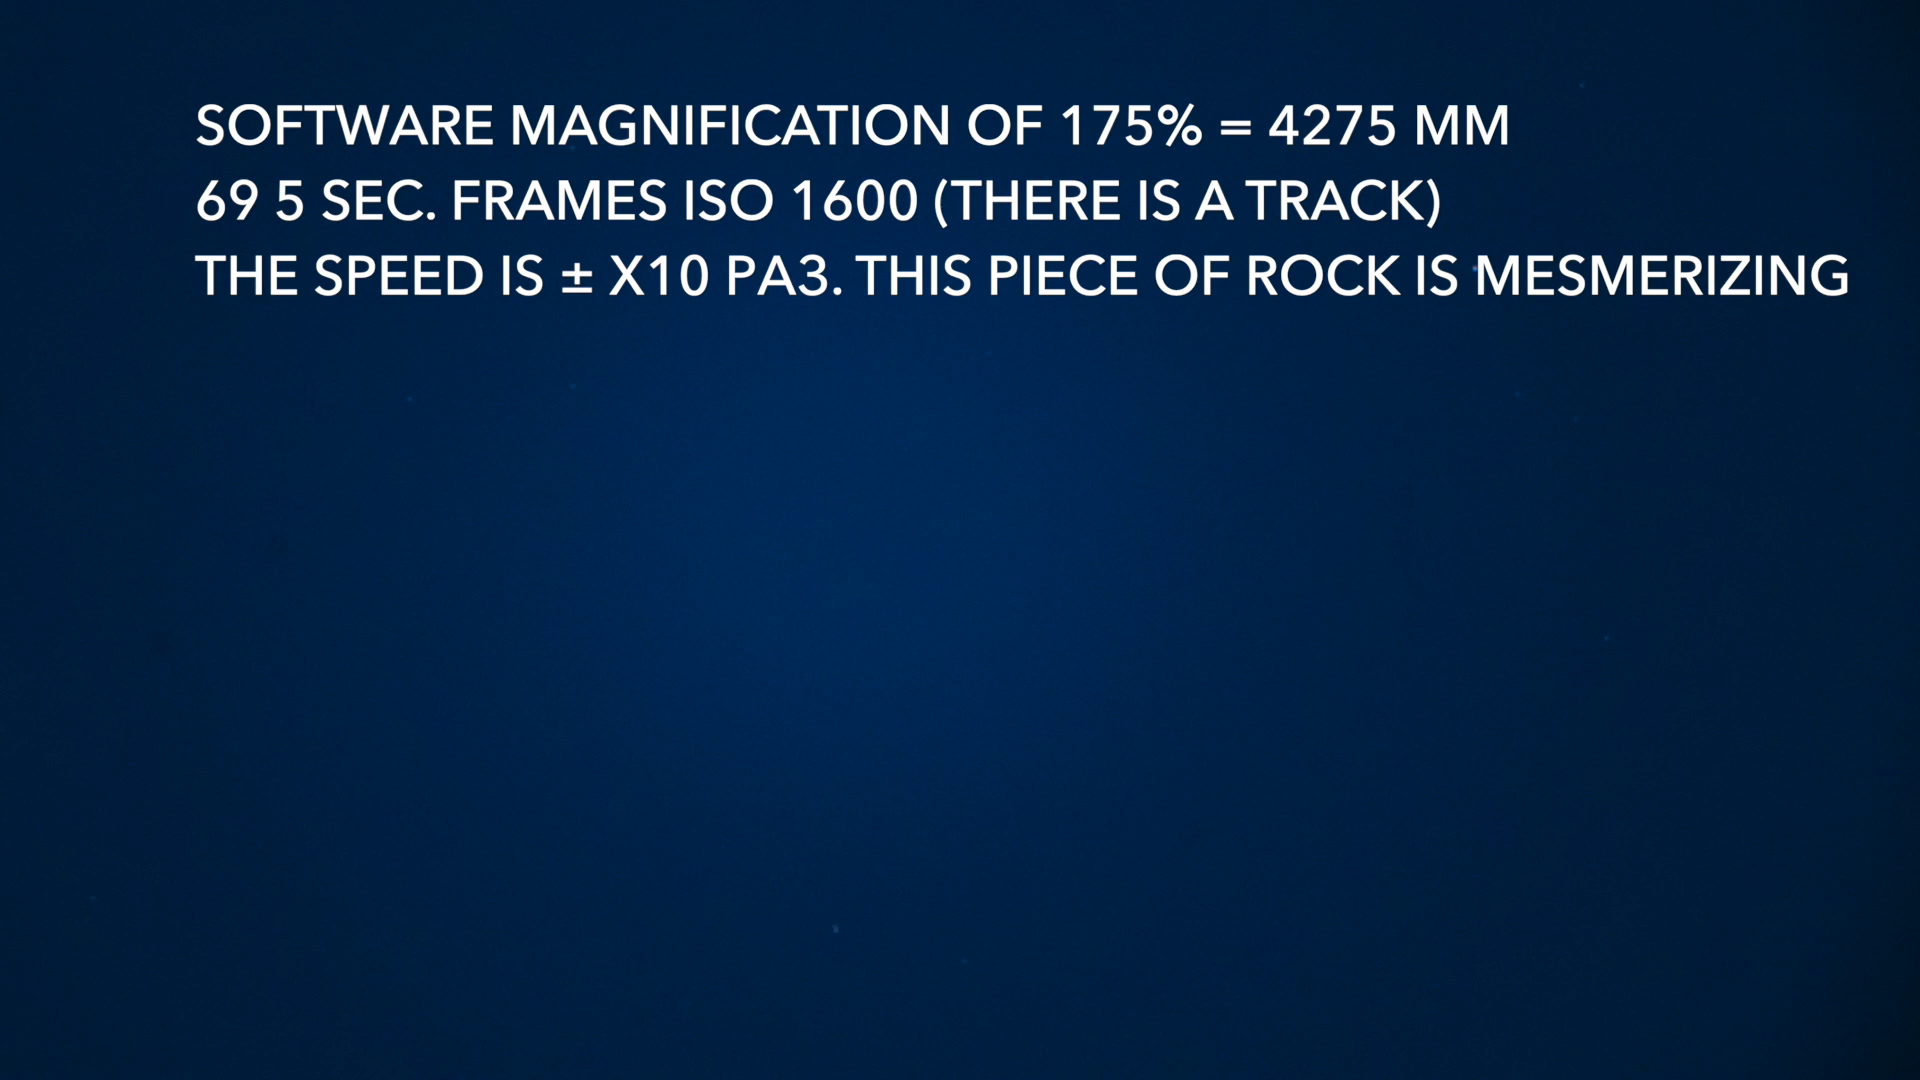 SOFTWARE MAGNIFICATION OF 175% = 4275 MM
69 5 SEC. FRAMES ISO 1600 (THERE IS A TRACK)
THE SPEED IS ± X10 PA3. THIS PIECE OF ROCK IS MESMERIZING